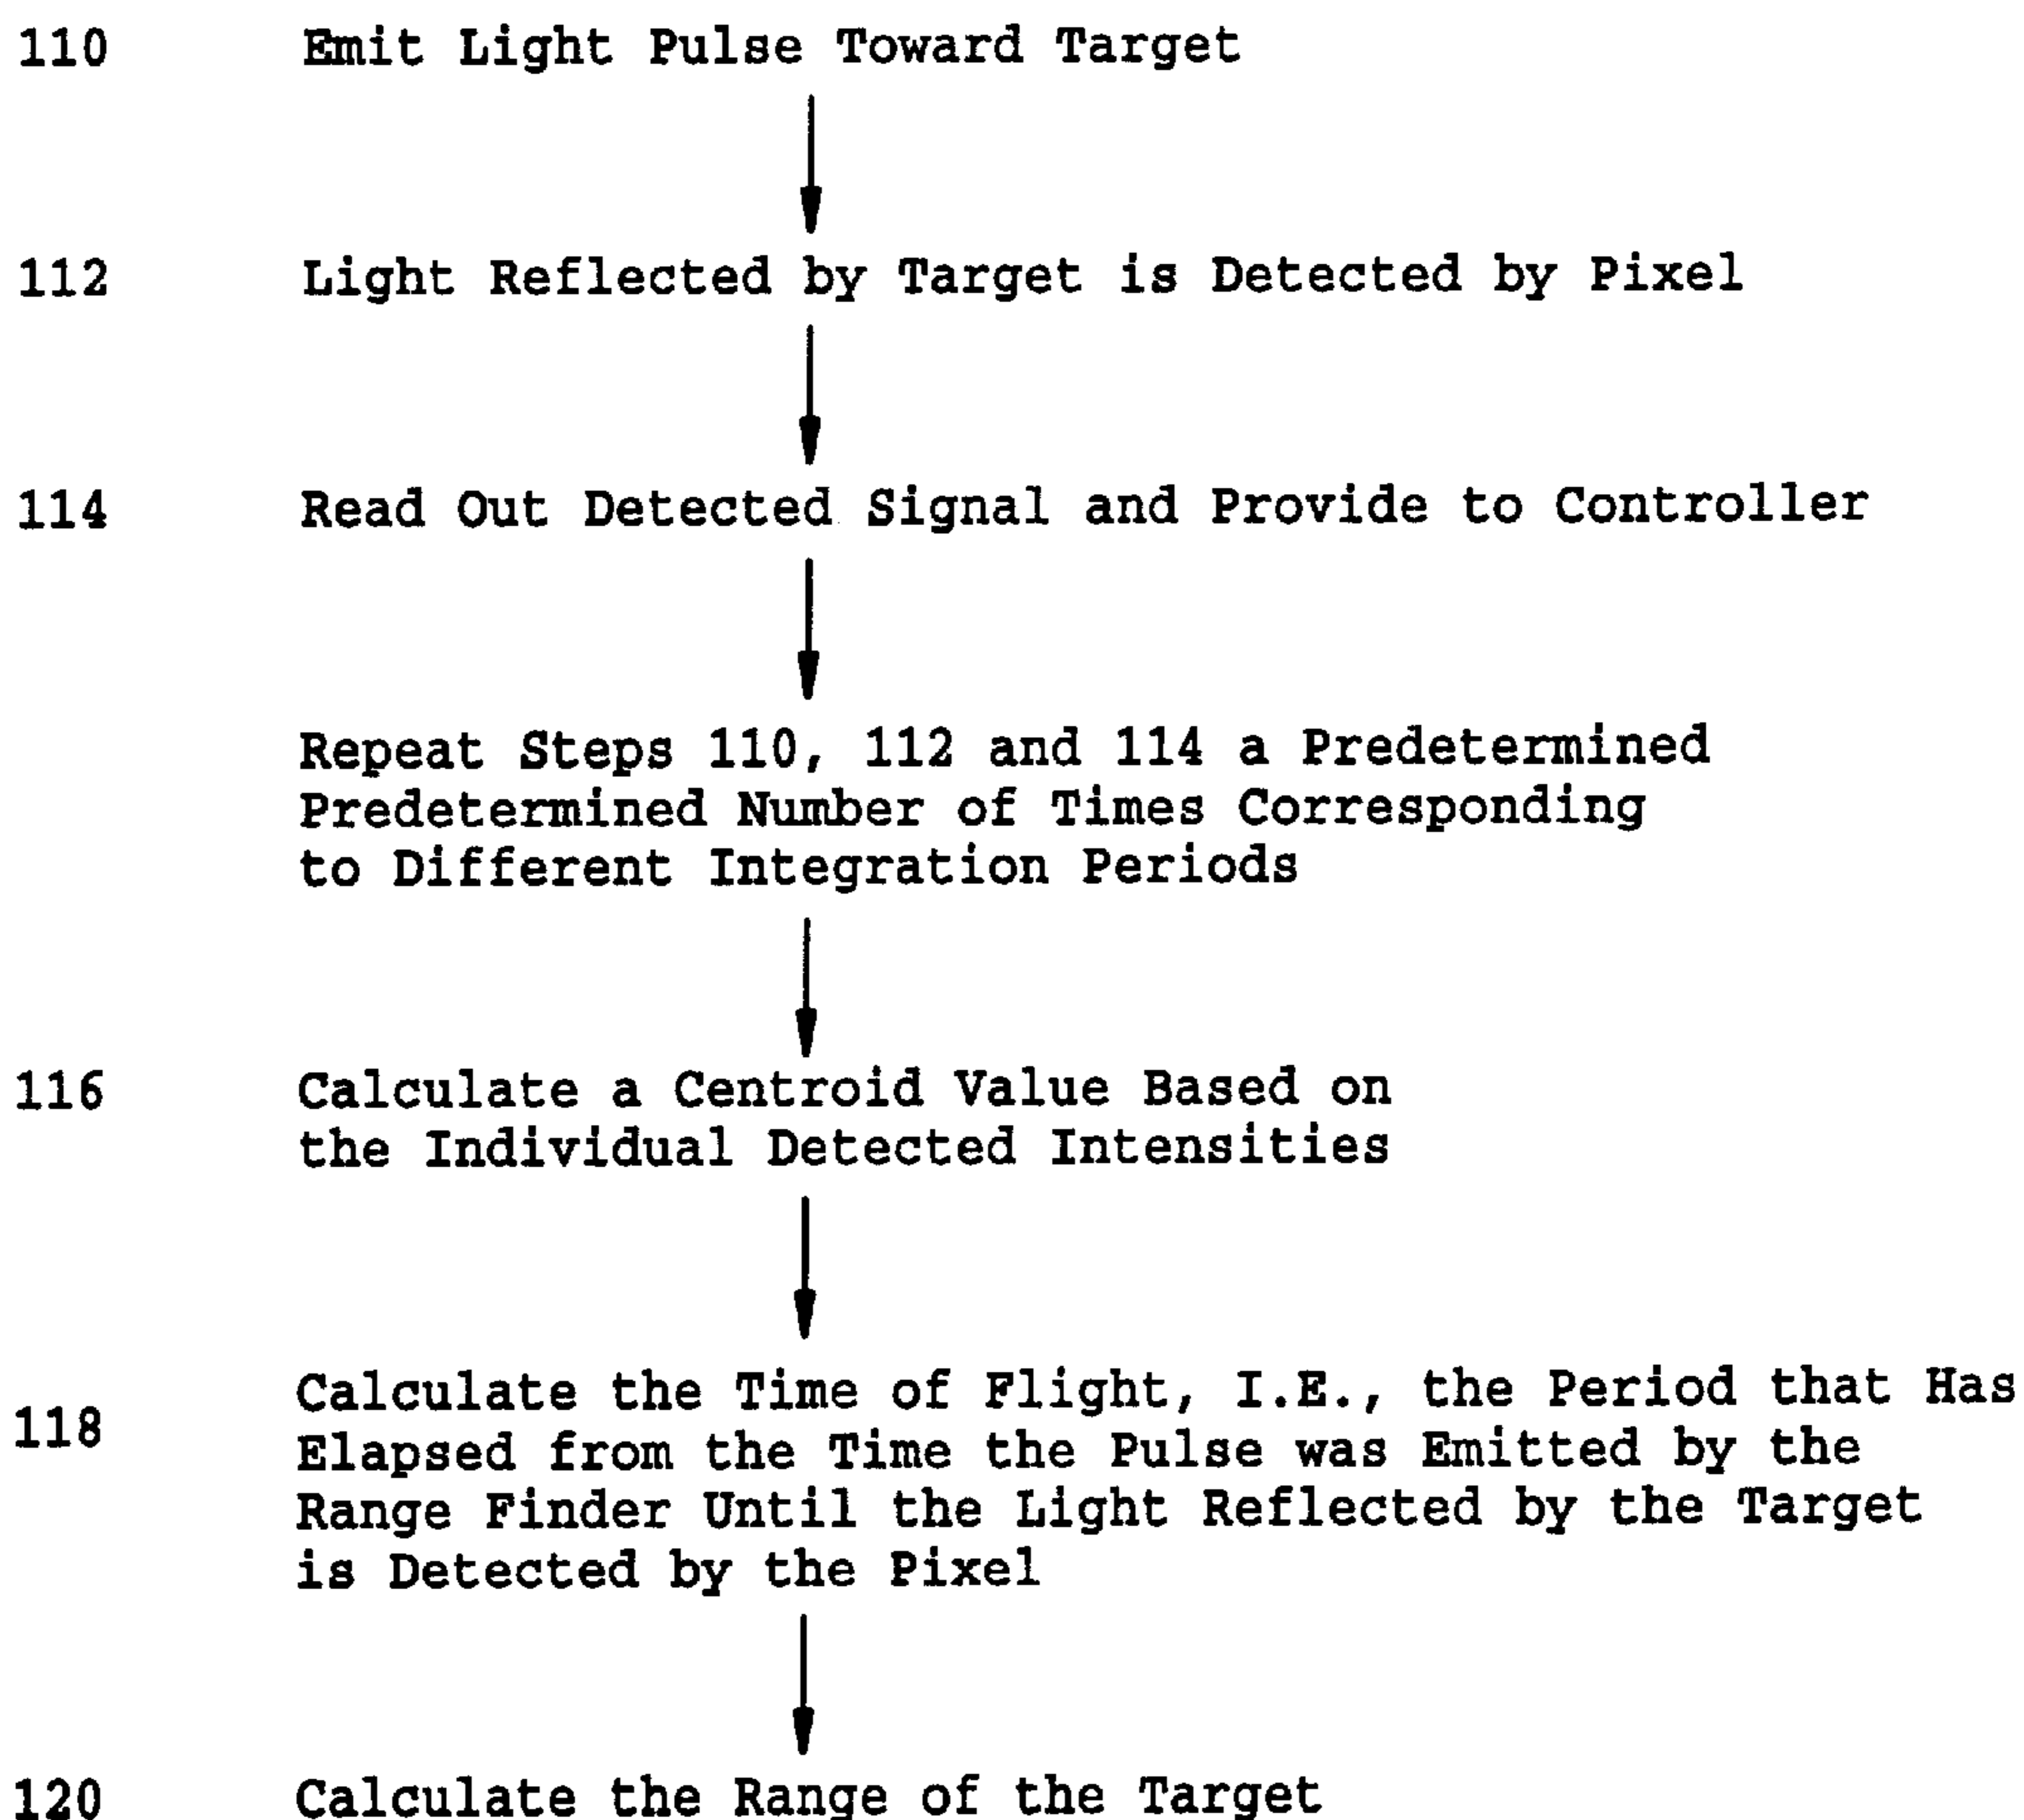 110 Emit Light Pulse Toward Target
112 Light Reflected by Target is Detected by Pixel
114 Read Out Detected Signal and Provide to Controller
Repeat Steps 110, 112 and 114 a Predetermined
Predetermined Number of Times Corresponding
to Different Integration Periods
116 Calculate a Centroid Value Based on
the Individual Detected Intensities
118 Calculate the Time of Flight, I.E., the Period that Has
Elapsed from the Time the Pulse was Emitted by the
Range Finder Until the Light Reflected by the Target
is Detected by the Pixel
120 Calculate the Range of the Target